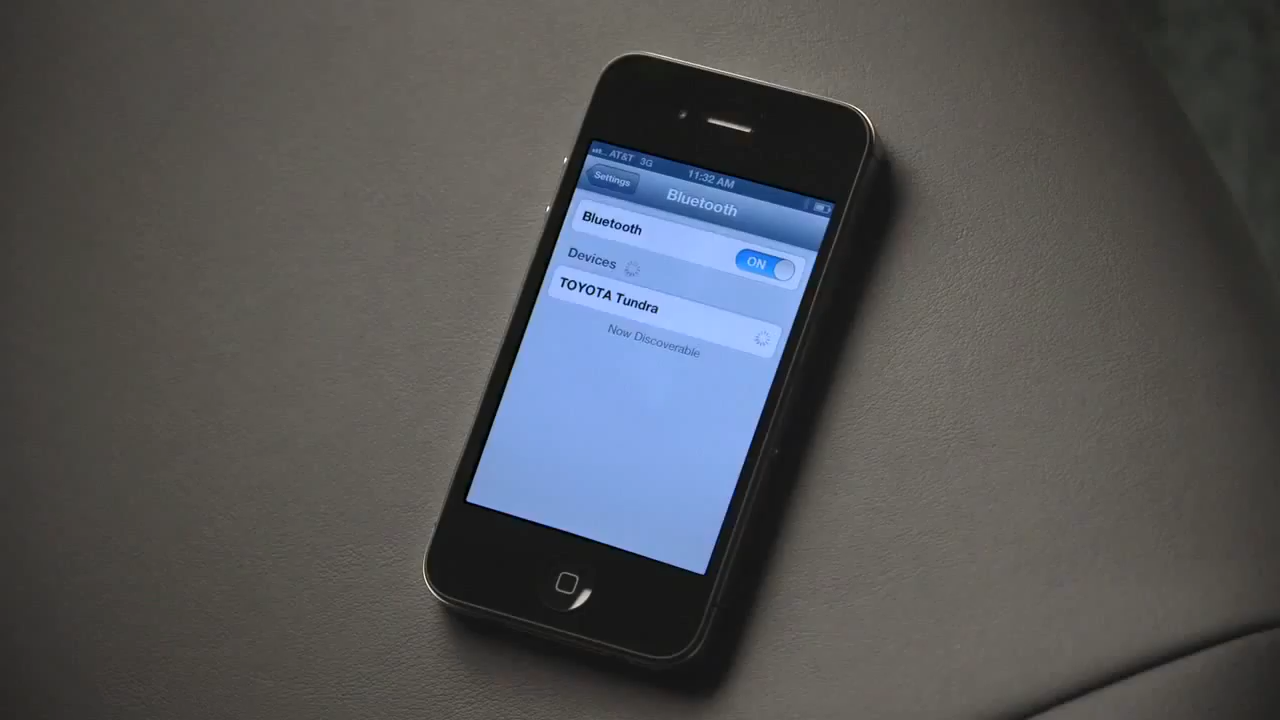 AT&T 3G 11:32 AM
Settings Bluetooth
Bluetooth ON
Devices
TOYOTA Tundra
Now Discoverable